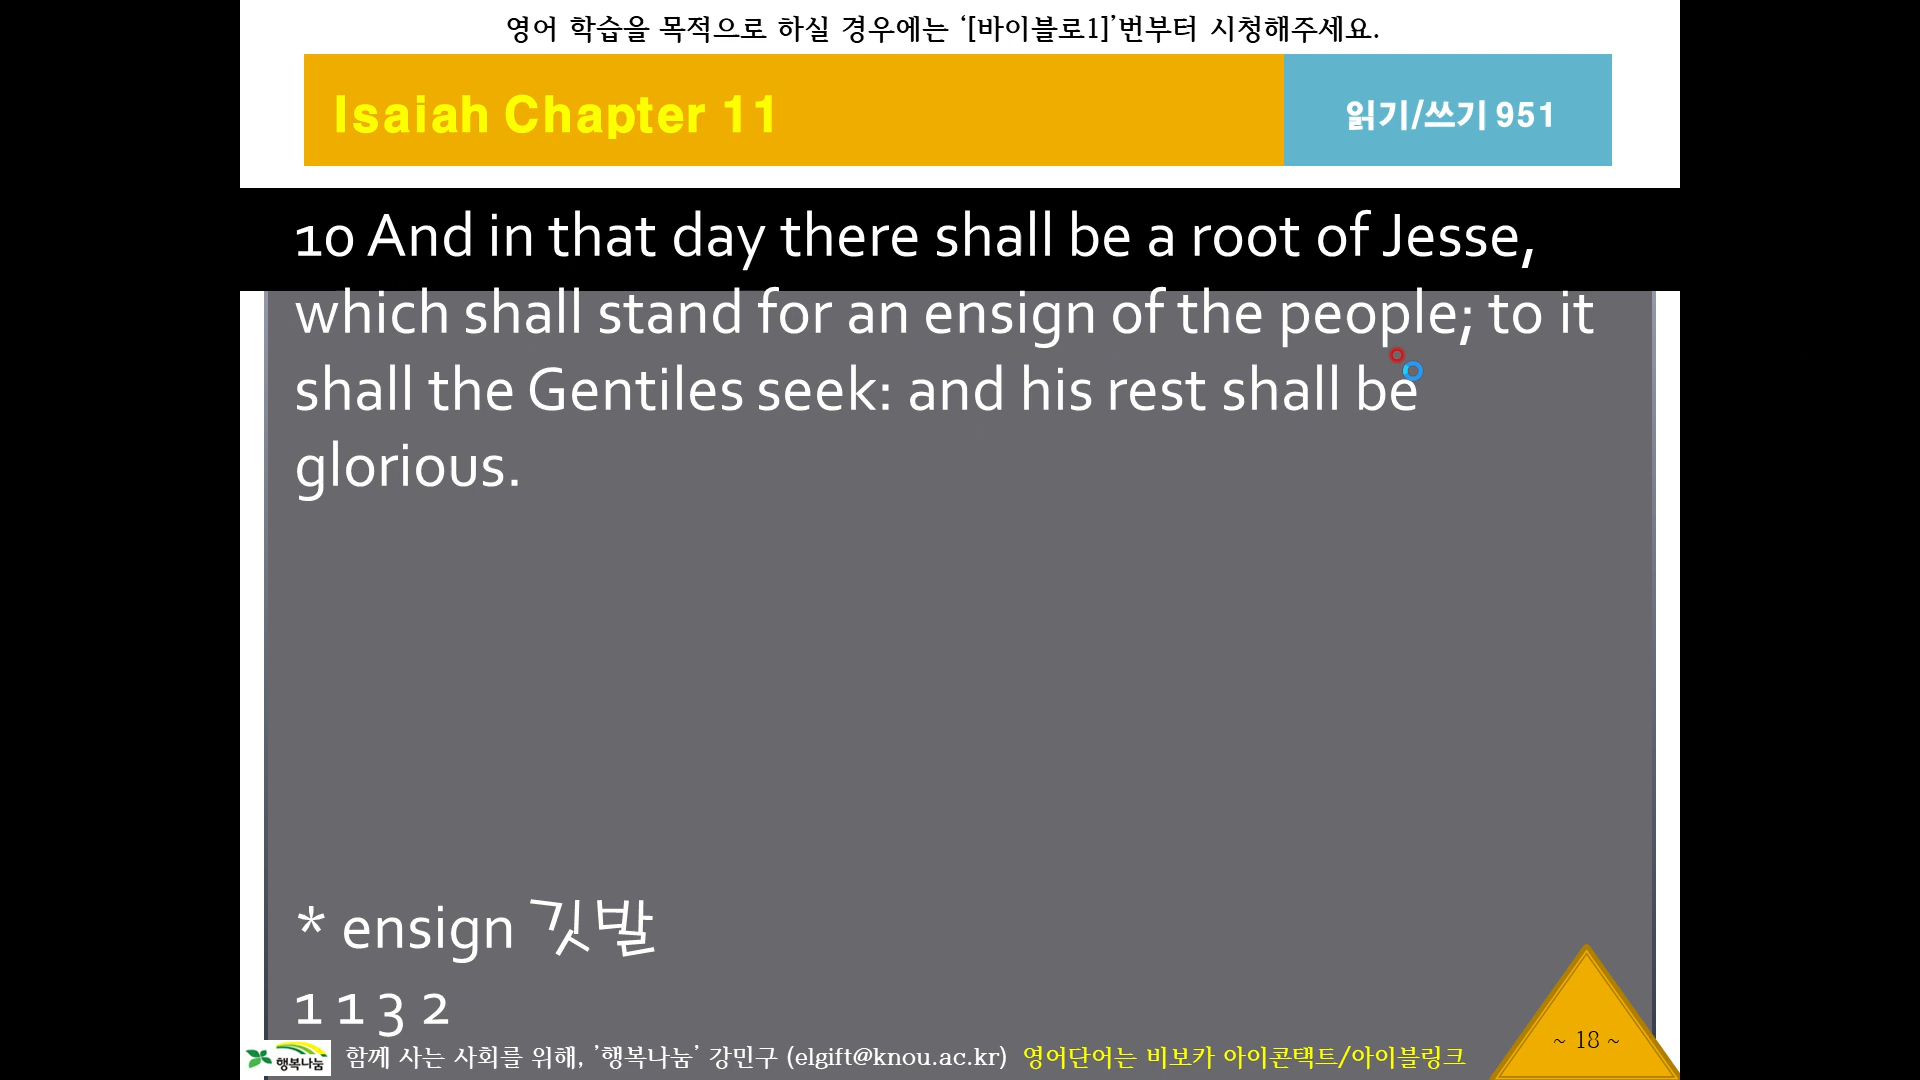 영어 학습을 목적으로 하실 경우에는 ‘[바이블로1]’번부터 시청해주세요.
Isaiah Chapter 11
읽기/쓰기 951
10 And in that day there shall be a root of Jesse,
which shall stand for an ensign of the people; to it
shall the Gentiles seek: and his rest shall be
glorious.
* ensign 깃발
1 1 3 2
행복나눔 함께 사는 사회를 위해, ’행복나눔’ 강민구 (elgift@knou.ac.kr) 영어단어는 비보카 아이콘택트/아이블링크
~ 18 ~